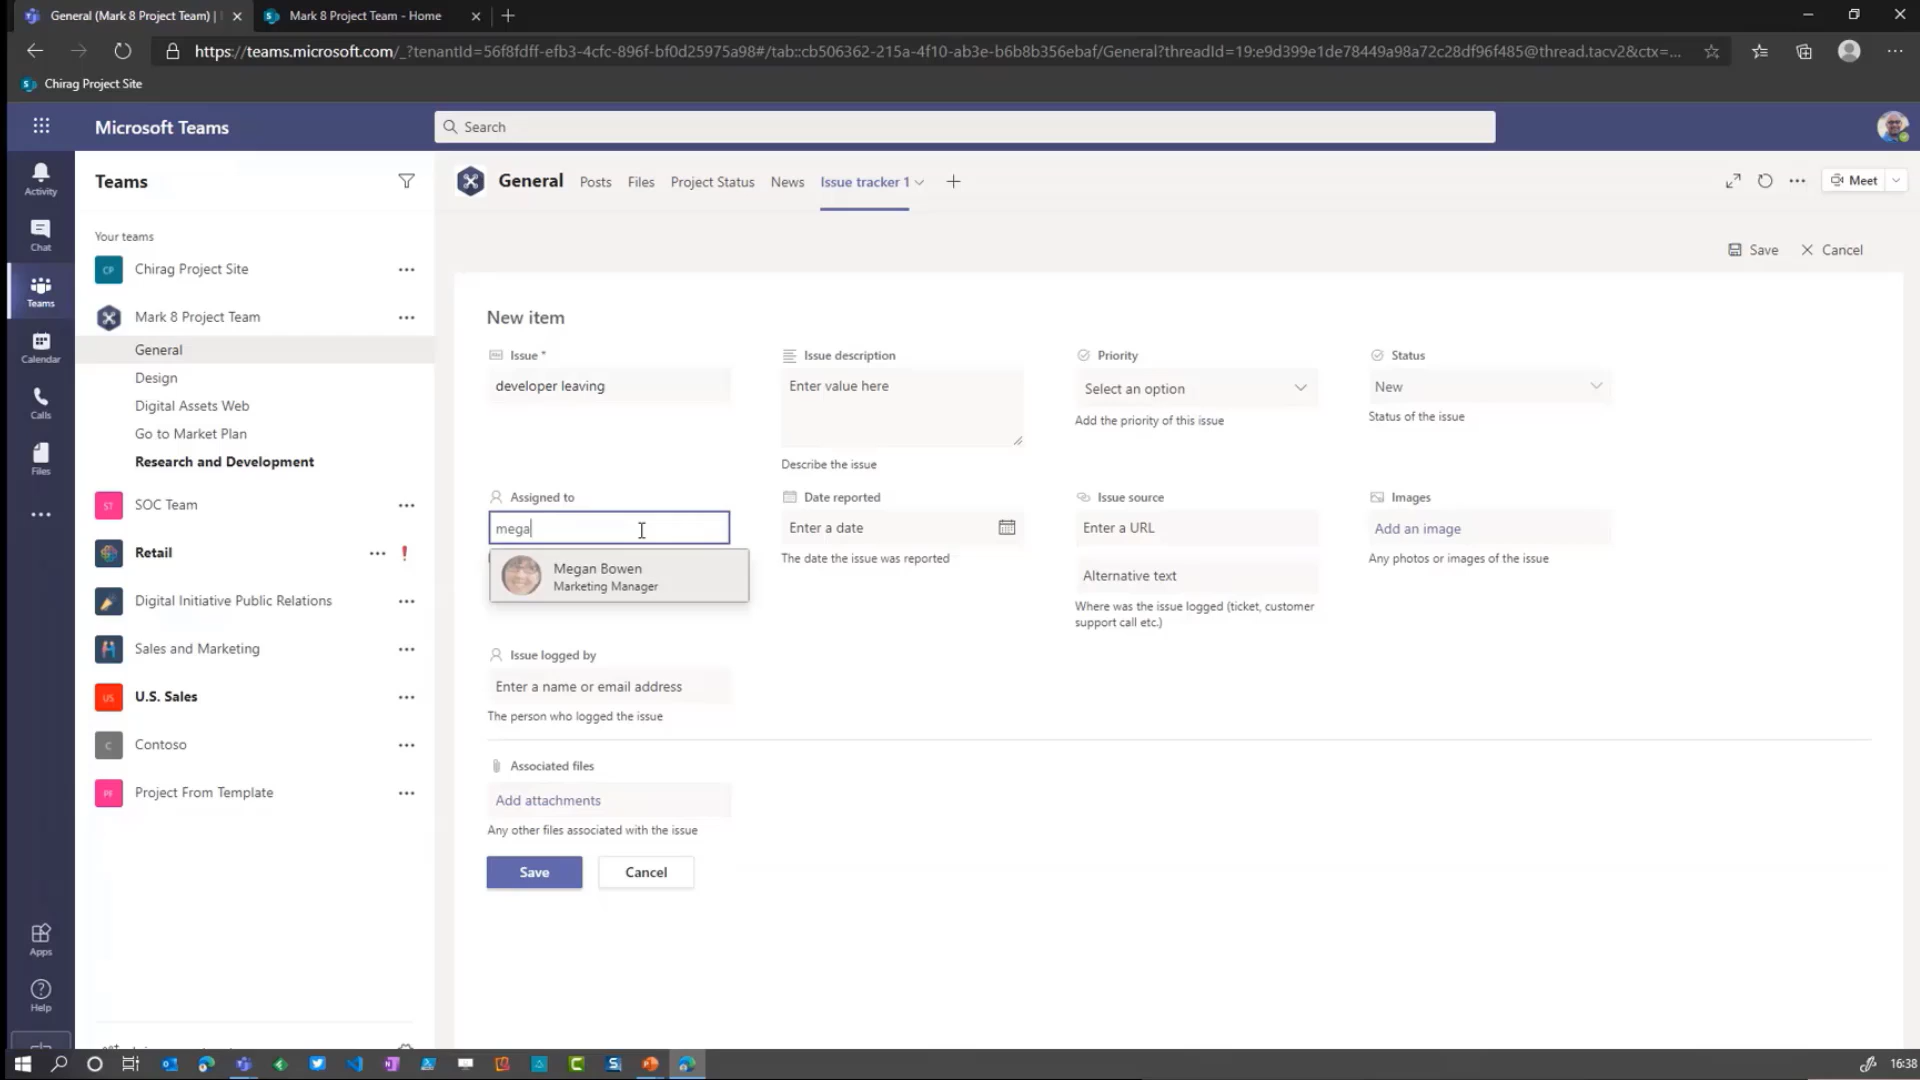 General (Mark 8 Project Team) |
Mark 8 Project Team - Home
https://teams.microsoft.com/_?tenantId=56f8fdff-efb3-4cfc-896f-bf0d25975a98#/tab::cb506362-215a-4f10-ab3e-b6b8b356ebaf/General?threadId=19:e9d399e1de78449a98a72c28df96f485@thread.tacv2&ctx=...
Chirag Project Site
Microsoft Teams
Search
Activity
Chat
Teams
Calendar
Calls
Files
Apps
Help
Teams
Your teams
CP Chirag Project Site
Mark 8 Project Team
General
Design
Digital Assets Web
Go to Market Plan
Research and Development
ST SOC Team
Retail
Digital Initiative Public Relations
Sales and Marketing
US U.S. Sales
C Contoso
PF Project From Template
General Posts Files Project Status News Issue tracker 1
Meet
Save Cancel
New item
Issue * Issue description Priority Status
developer leaving Enter value here Select an option New
Add the priority of this issue Status of the issue
Describe the issue
Assigned to Date reported Issue source Images
mega Enter a date Enter a URL Add an image
The date the issue was reported Any photos or images of the issue
Megan Bowen
Marketing Manager
Alternative text
Where was the issue logged (ticket, customer
support call etc.)
Issue logged by
Enter a name or email address
The person who logged the issue
Associated files
Add attachments
Any other files associated with the issue
Save Cancel
16:38